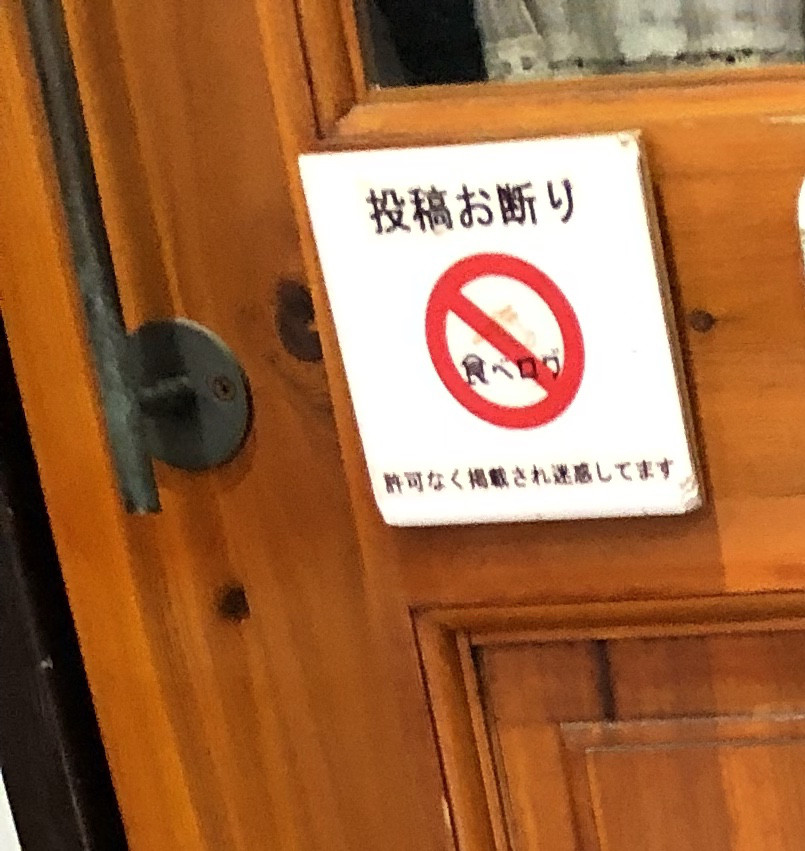 投稿お断り
食べログ
許可なく掲載され迷惑してます